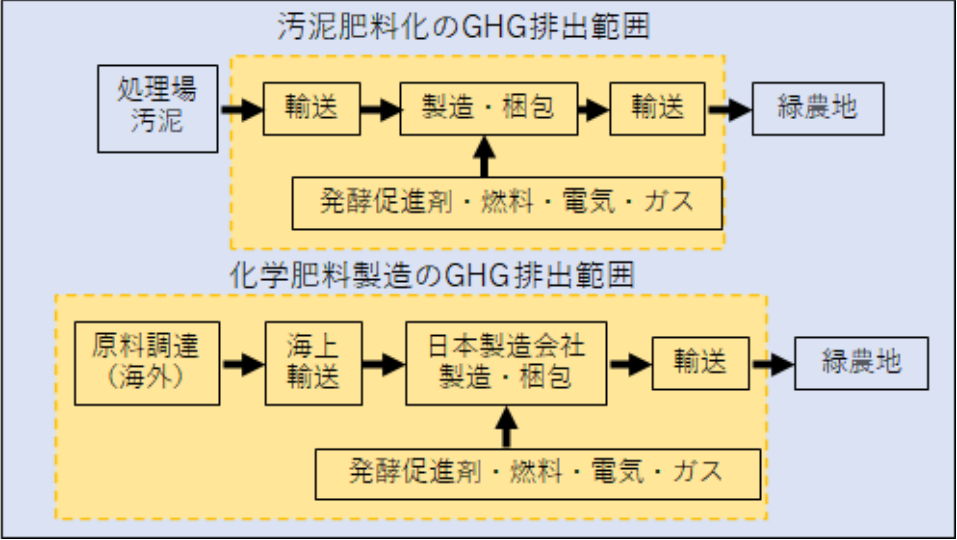 汚泥肥料化のGHG排出範囲
処理場
汚泥
輸送
製造・梱包
輸送
緑農地
発酵促進剤・燃料・電気・ガス
化学肥料製造のGHG排出範囲
原料調達
（海外）
海上
輸送
日本製造会社
製造・梱包
輸送
緑農地
発酵促進剤・燃料・電気・ガス